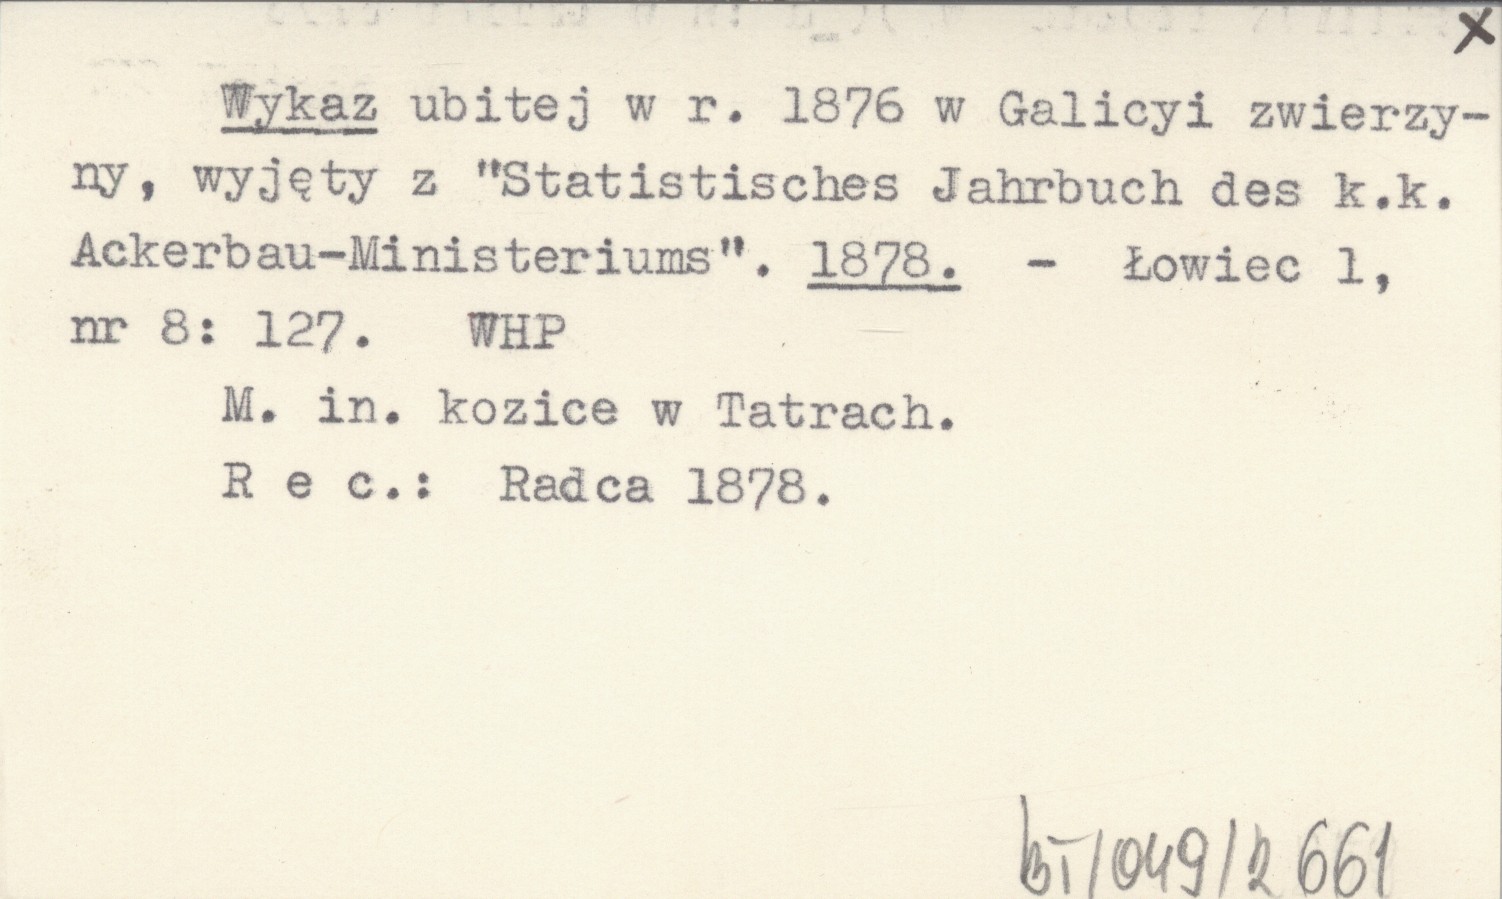 X
Wykaz ubitej w r. 1876 w Galicyi zwierzy-
ny, wyjęty z "Statistisches Jahrbuch des k.k.
Ackerbau-Ministeriums". 1878. - Łowiec 1,
nr 8: 127. WHP
M. in. kozice w Tatrach.
R e c.: Radca 1878.
bT/049/2 661